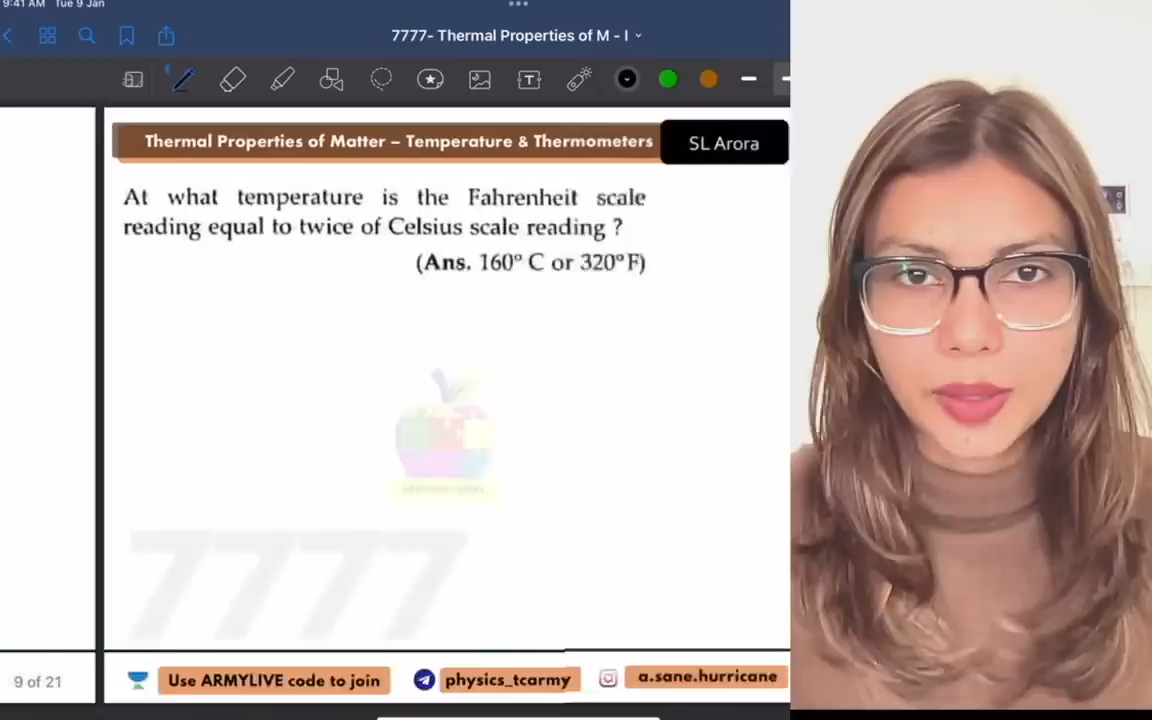 9:41 AM Tue 9 Jan
7777- Thermal Properties of M - I
Thermal Properties of Matter – Temperature & Thermometers
SL Arora
At what temperature is the Fahrenheit scale
reading equal to twice of Celsius scale reading ?
(Ans. 160° C or 320° F)
7777
9 of 21
Use ARMYLIVE code to join
physics_tcarmy
a.sane.hurricane